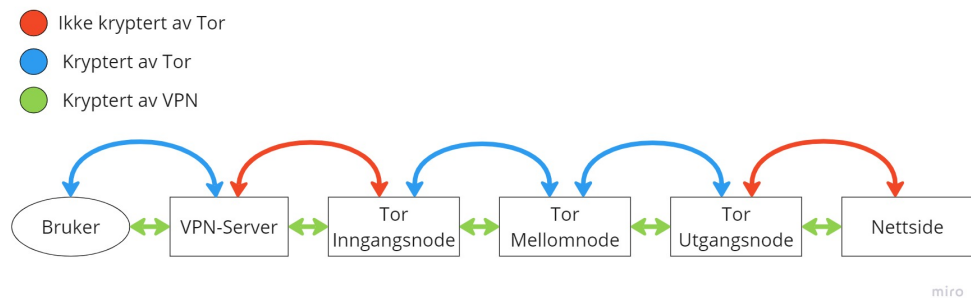 Ikke kryptert av Tor
Kryptert av Tor
Kryptert av VPN
Bruker
VPN-Server
Tor
Inngangsnode
Tor
Mellomnode
Tor
Utgangsnode
Nettside
miro